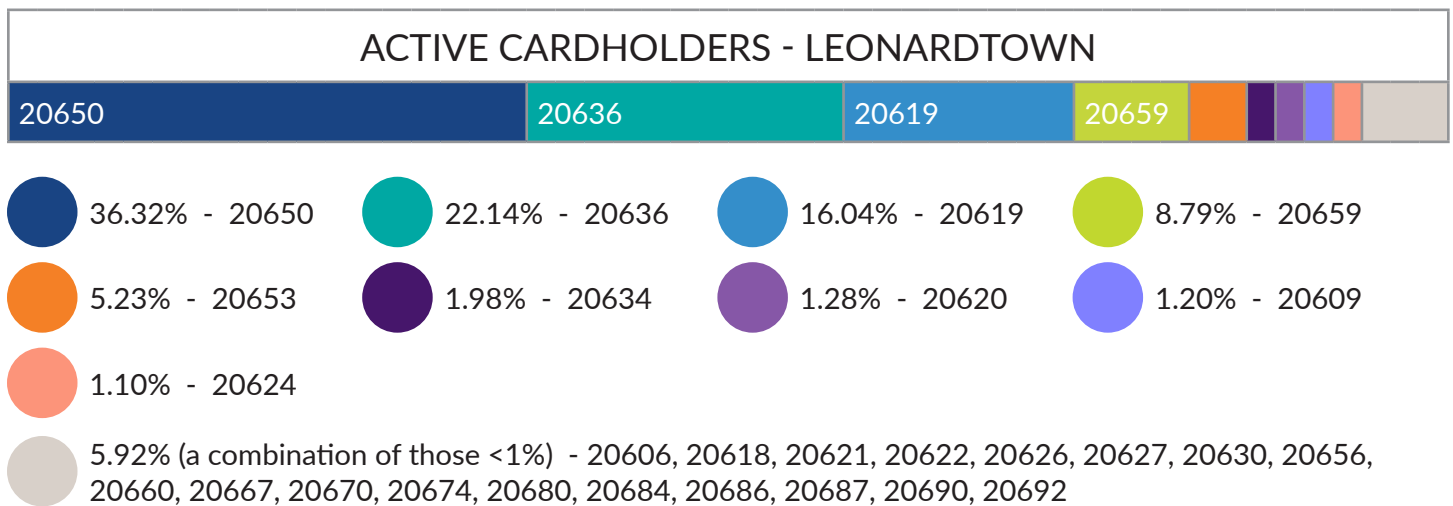 ACTIVE CARDHOLDERS - LEONARDTOWN
20650 20636 20619 20659
36.32% - 20650 22.14% - 20636 16.04% - 20619 8.79% - 20659
5.23% - 20653 1.98% - 20634 1.28% - 20620 1.20% - 20609
1.10% - 20624
5.92% (a combination of those <1%) - 20606, 20618, 20621, 20622, 20626, 20627, 20630, 20656,
20660, 20667, 20670, 20674, 20680, 20684, 20686, 20687, 20690, 20692